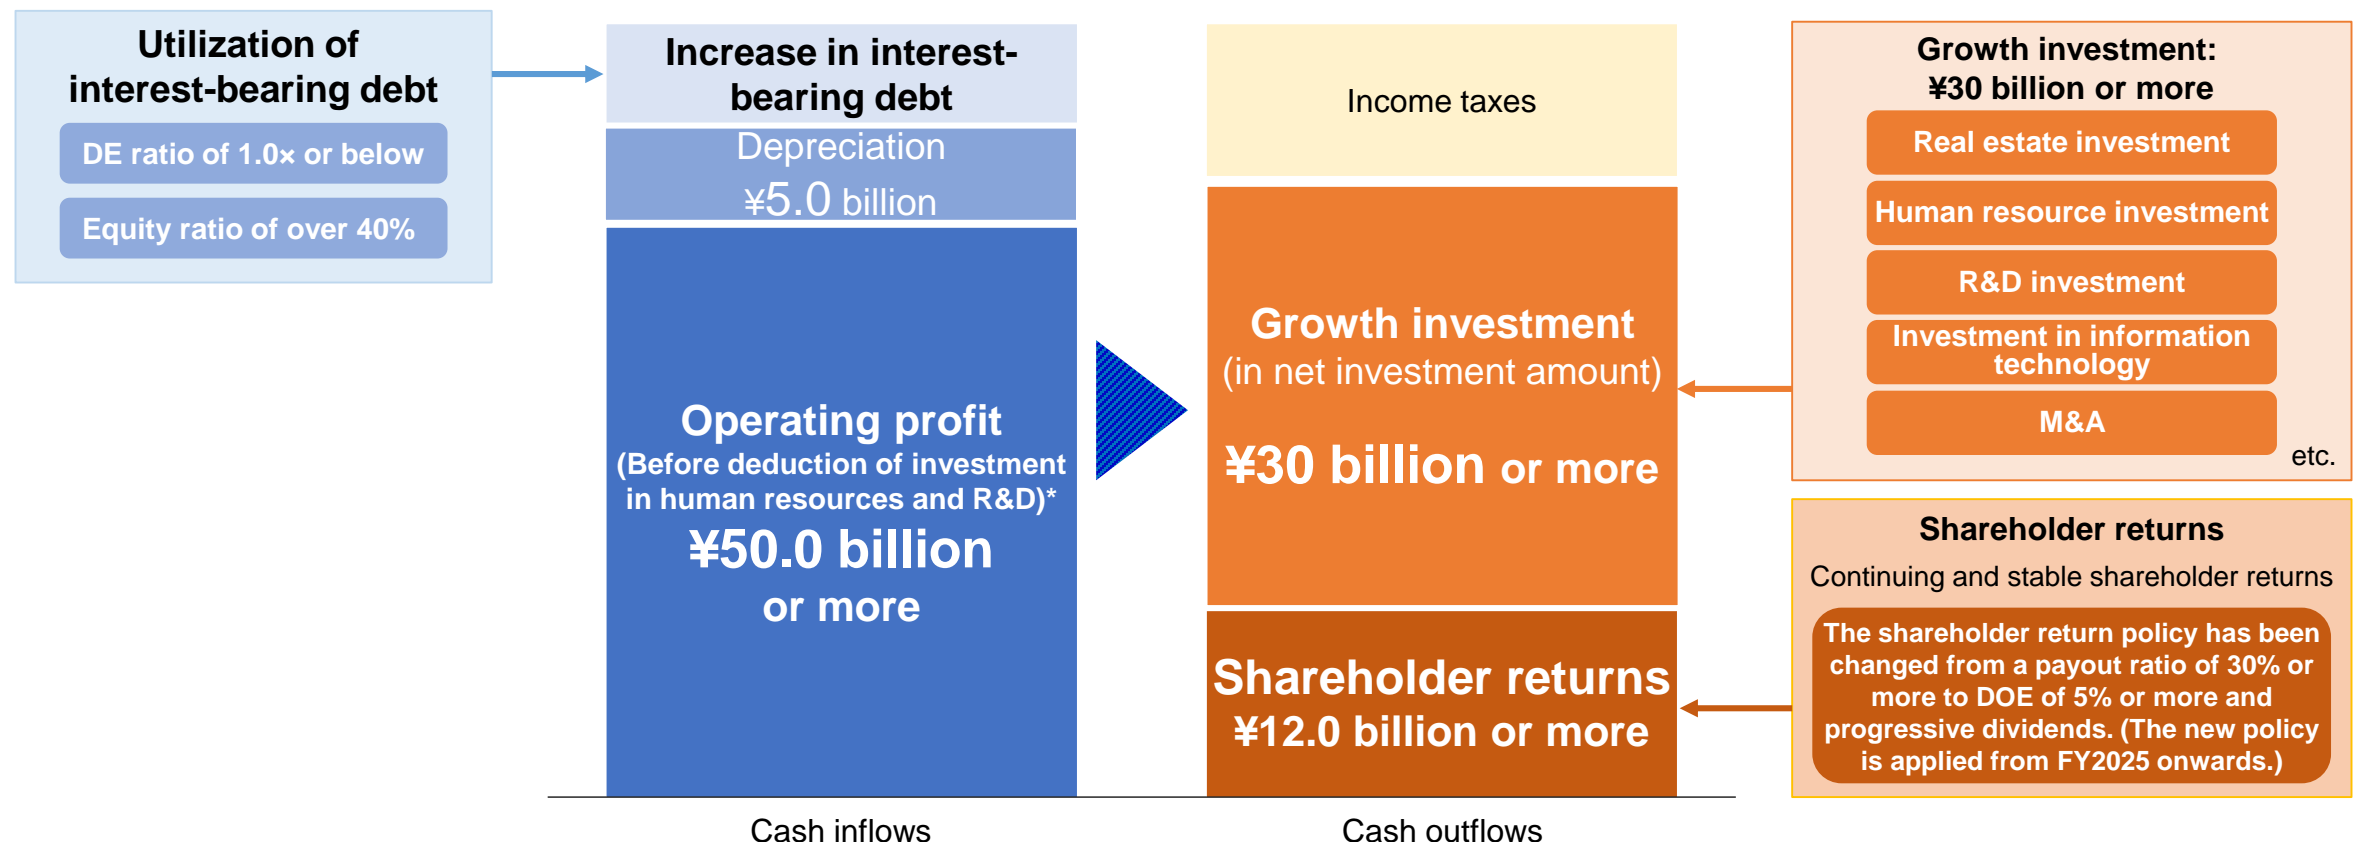 Utilization of
interest-bearing debt
DE ratio of 1.0× or below
Equity ratio of over 40%
Increase in interest-
bearing debt
Depreciation
¥5.0 billion
Operating profit
(Before deduction of investment
in human resources and R&D)*
¥50.0 billion
or more
Cash inflows
Income taxes
Growth investment
(in net investment amount)
¥30 billion or more
Shareholder returns
¥12.0 billion or more
Cash outflows
Growth investment:
¥30 billion or more
Real estate investment
Human resource investment
R&D investment
Investment in information
technology
M&A
etc.
Shareholder returns
Continuing and stable shareholder returns
The shareholder return policy has been
changed from a payout ratio of 30% or
more to DOE of 5% or more and
progressive dividends. (The new policy
is applied from FY2025 onwards.)